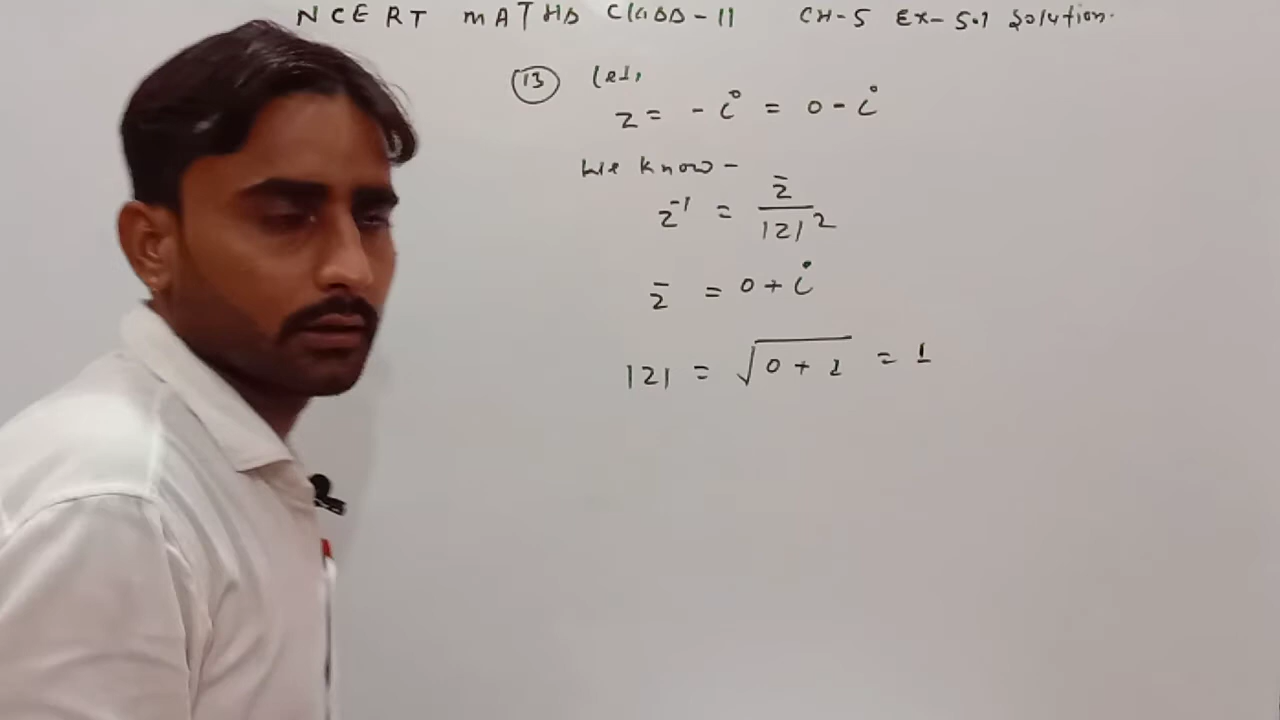 NCERT MATHS Class-11 CH-5 EX-5.1 Solution.
13 let,
z = -i = 0-i
We know-
z⁻¹ = z̄/|z|²
z̄ = 0+i
|z| = √(0+1) = 1